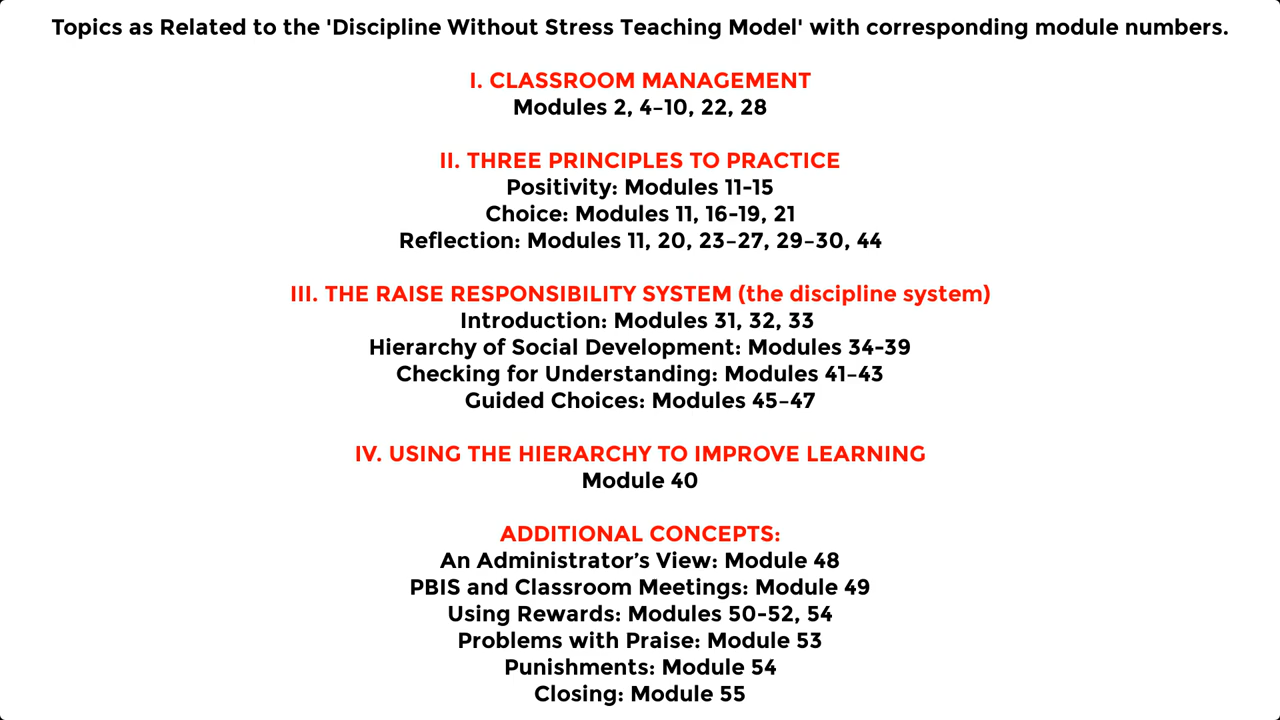 Topics as Related to the 'Discipline Without Stress Teaching Model' with corresponding module numbers.
I. CLASSROOM MANAGEMENT
Modules 2, 4–10, 22, 28
II. THREE PRINCIPLES TO PRACTICE
Positivity: Modules 11-15
Choice: Modules 11, 16-19, 21
Reflection: Modules 11, 20, 23–27, 29–30, 44
III. THE RAISE RESPONSIBILITY SYSTEM (the discipline system)
Introduction: Modules 31, 32, 33
Hierarchy of Social Development: Modules 34-39
Checking for Understanding: Modules 41–43
Guided Choices: Modules 45–47
IV. USING THE HIERARCHY TO IMPROVE LEARNING
Module 40
ADDITIONAL CONCEPTS:
An Administrator’s View: Module 48
PBIS and Classroom Meetings: Module 49
Using Rewards: Modules 50-52, 54
Problems with Praise: Module 53
Punishments: Module 54
Closing: Module 55